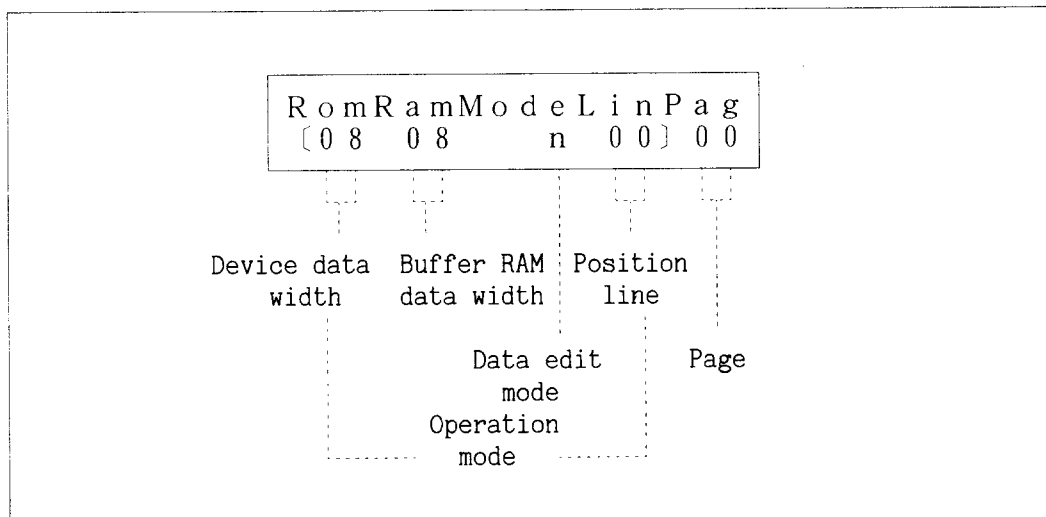 RomRamModeLinPag
[08 08 n 00] 00
Device data Buffer RAM Position
width data width line
Data edit Page
mode
Operation
mode